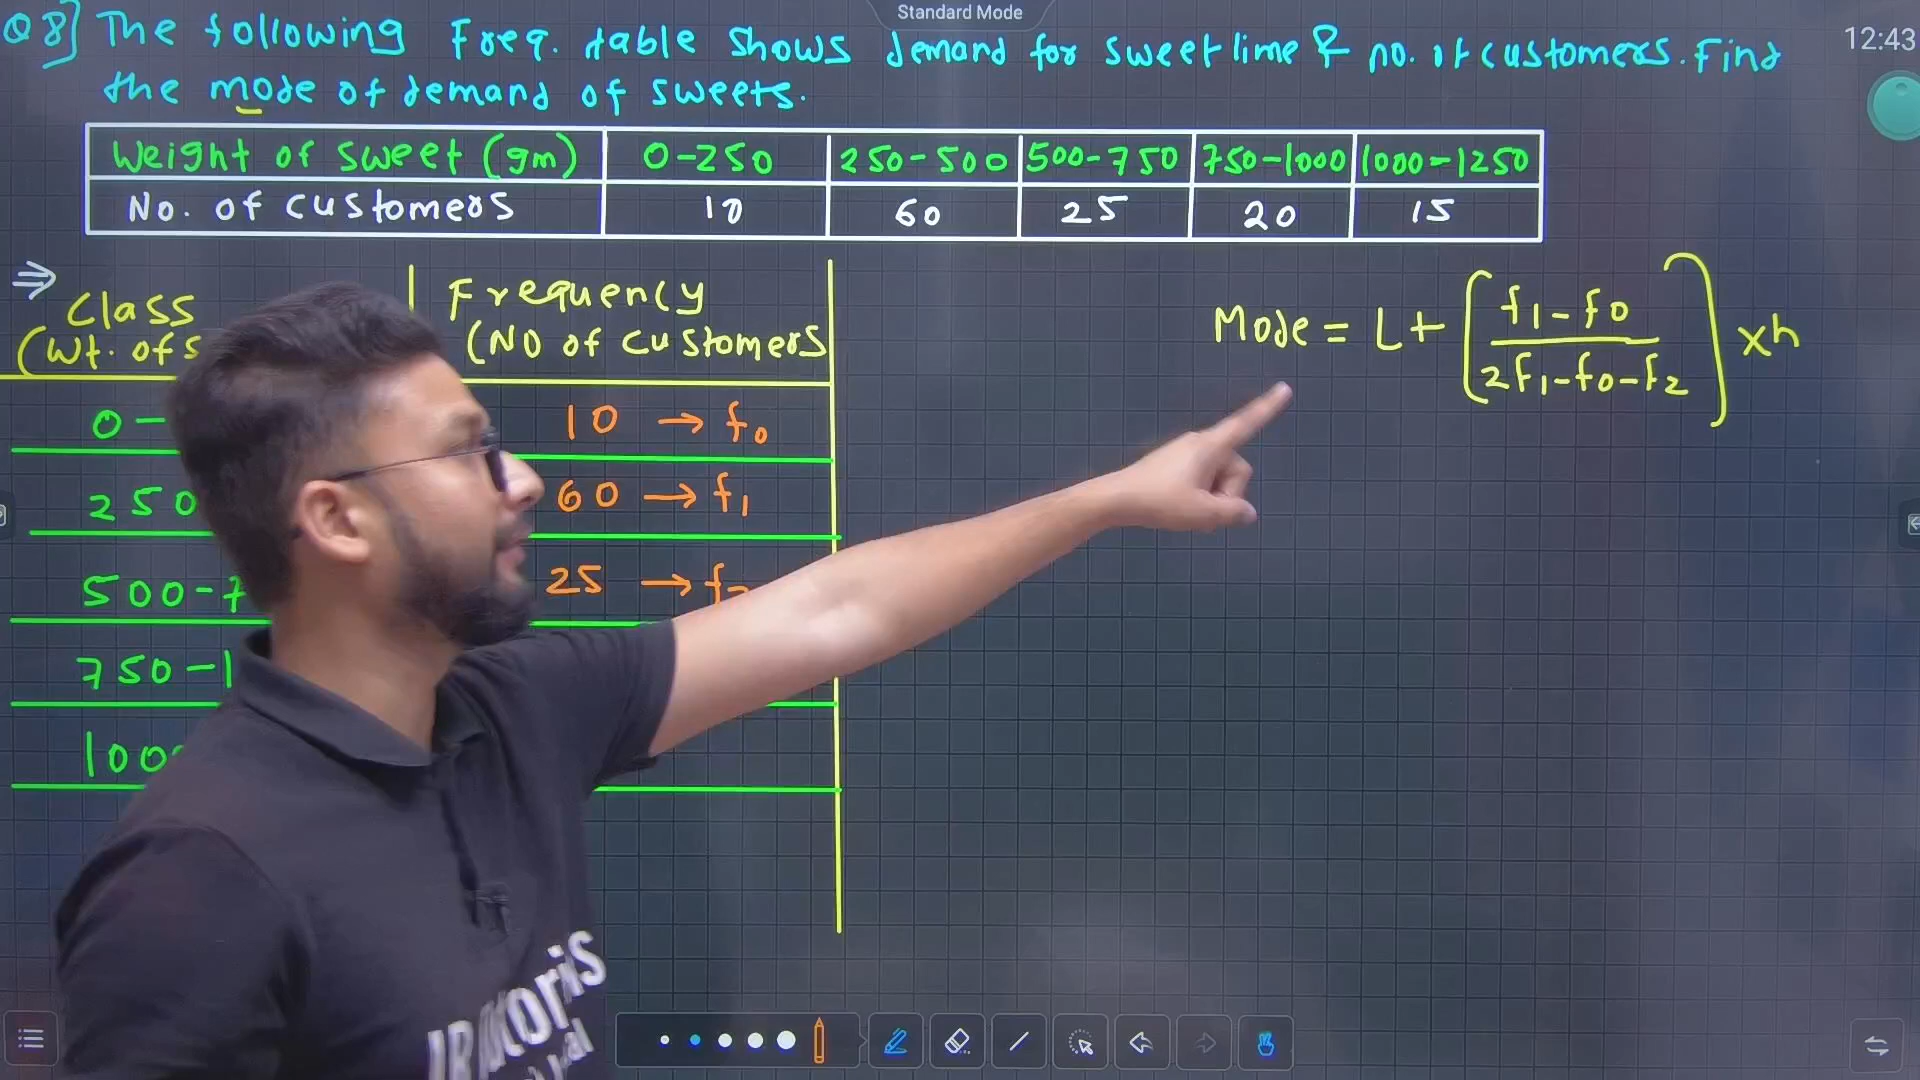 Standard Mode
12:43
Q8] The following Freq. table shows demand for sweet lime & no. of customers. Find
the mode of demand of sweets.
Weight of sweet (gm) 0-250 250-500 500-750 750-1000 1000-1250
No. of customers 10 60 25 20 15
⇒ Class Frequency
(Wt. of s (NO of customers
Mode = L + [f1-f0 / 2f1-f0-f2] × h
0- 10 → f0
250 60 → f1
500-7 25 →
750-1
100